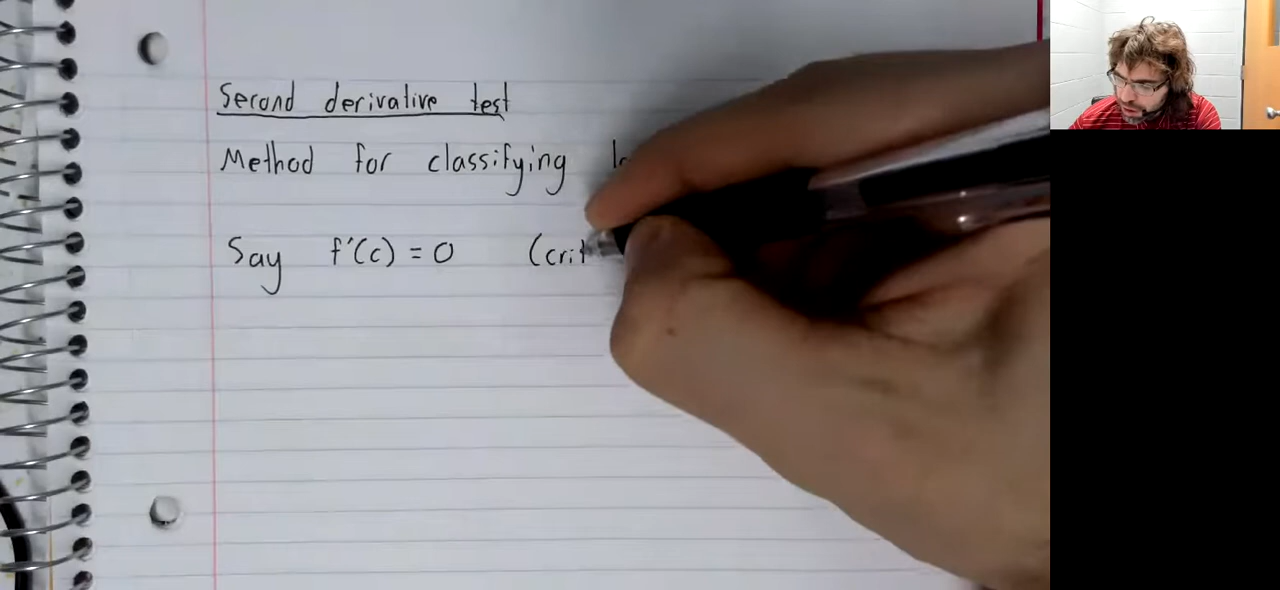 Second derivative test
Method for classifying
Say f'(c) = 0 (crit